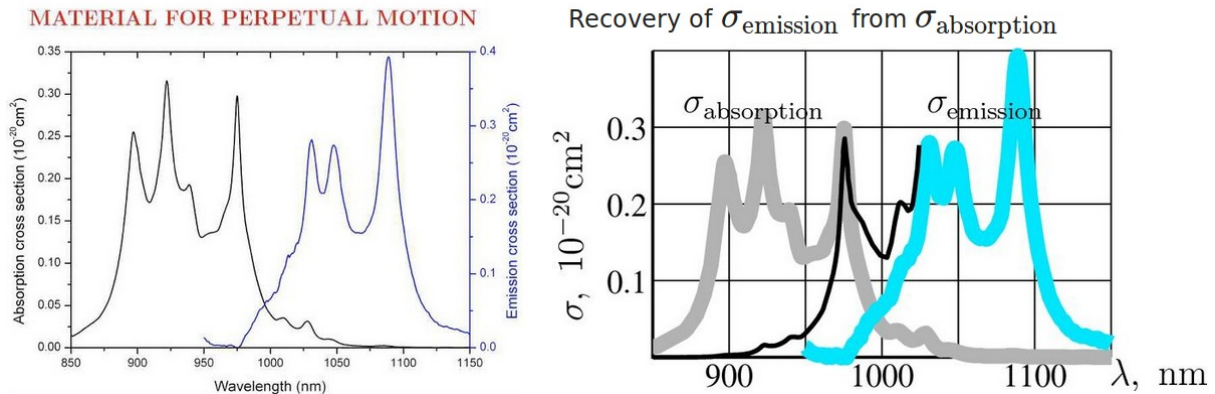 MATERIAL FOR PERPETUAL MOTION
0.35
0.30
0.25
0.20
0.15
0.10
0.05
0.00
Absorption cross section (10⁻²⁰cm²)
0.4
0.3
0.2
0.1
0.0
Emission cross section (10⁻²⁰cm²)
850 900 950 1000 1050 1100 1150
Wavelength (nm)
Recovery of σemission from σabsorption
σabsorption σemission
0.3
0.2
0.1
σ, 10⁻²⁰cm²
900 1000 1100 λ, nm